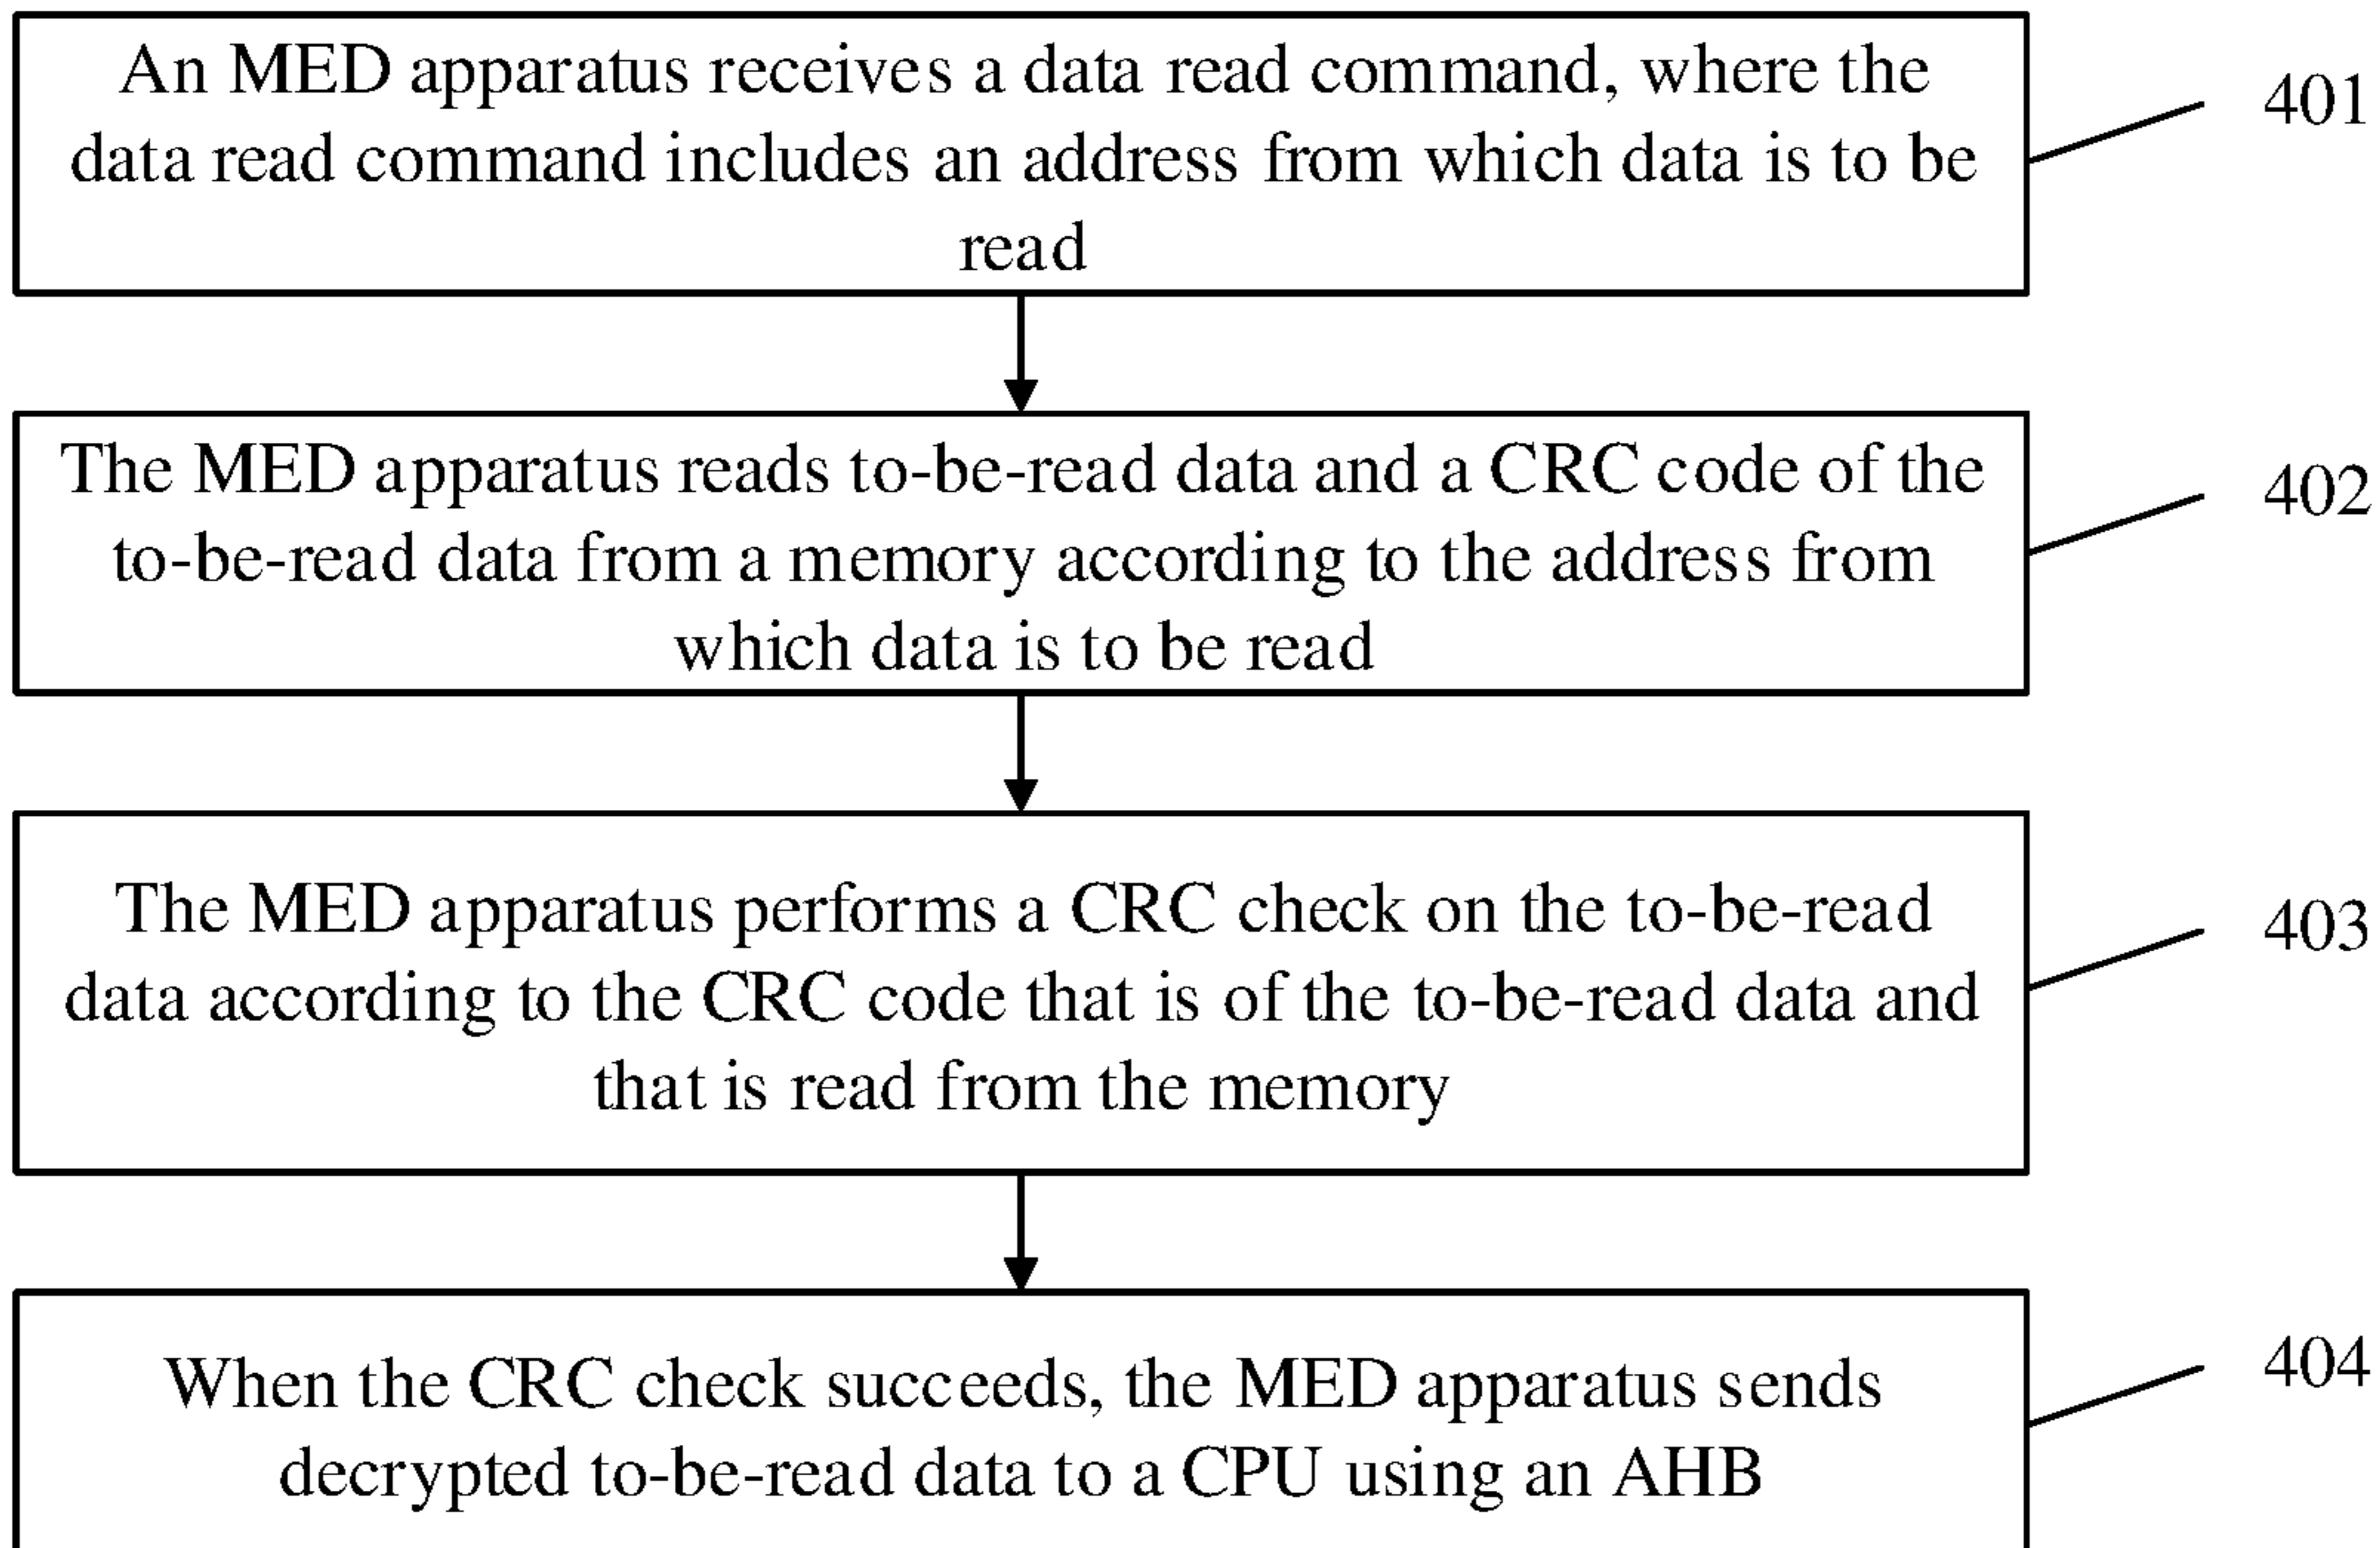 An MED apparatus receives a data read command, where the
data read command includes an address from which data is to be
read
401
The MED apparatus reads to-be-read data and a CRC code of the
to-be-read data from a memory according to the address from
which data is to be read
402
The MED apparatus performs a CRC check on the to-be-read
data according to the CRC code that is of the to-be-read data and
that is read from the memory
403
When the CRC check succeeds, the MED apparatus sends
decrypted to-be-read data to a CPU using an AHB
404